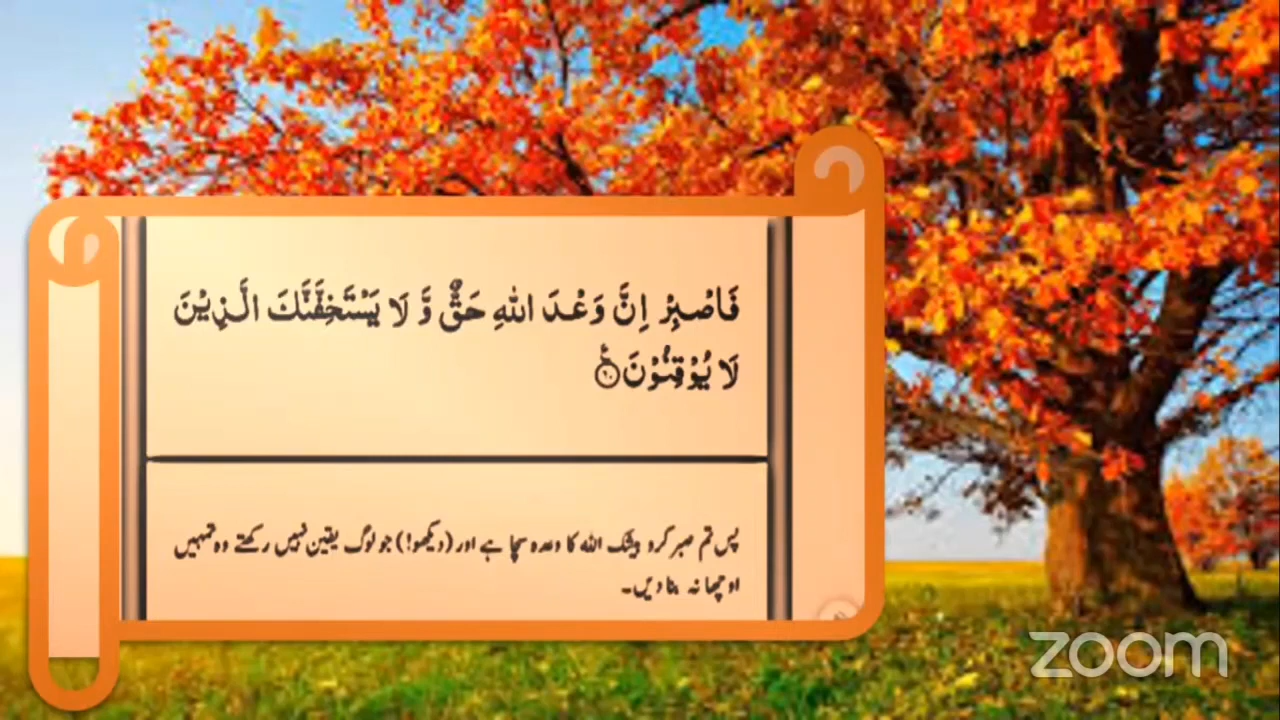 فَاصۡبِرۡ اِنَّ وَعۡدَ اللّٰهِ حَقٌّ وَّ لَا یَسۡتَخِفَّنَّکَ الَّذِیۡنَ
لَا یُوۡقِنُوۡنَ ﴿۶۰﴾
پس تم صبر کرو بیشک اللہ کا وعدہ سچا ہے اور (دیکھو!) جو لوگ یقین نہیں رکھتے وہ تمہیں
اوچھا نہ بنا دیں۔
zoom